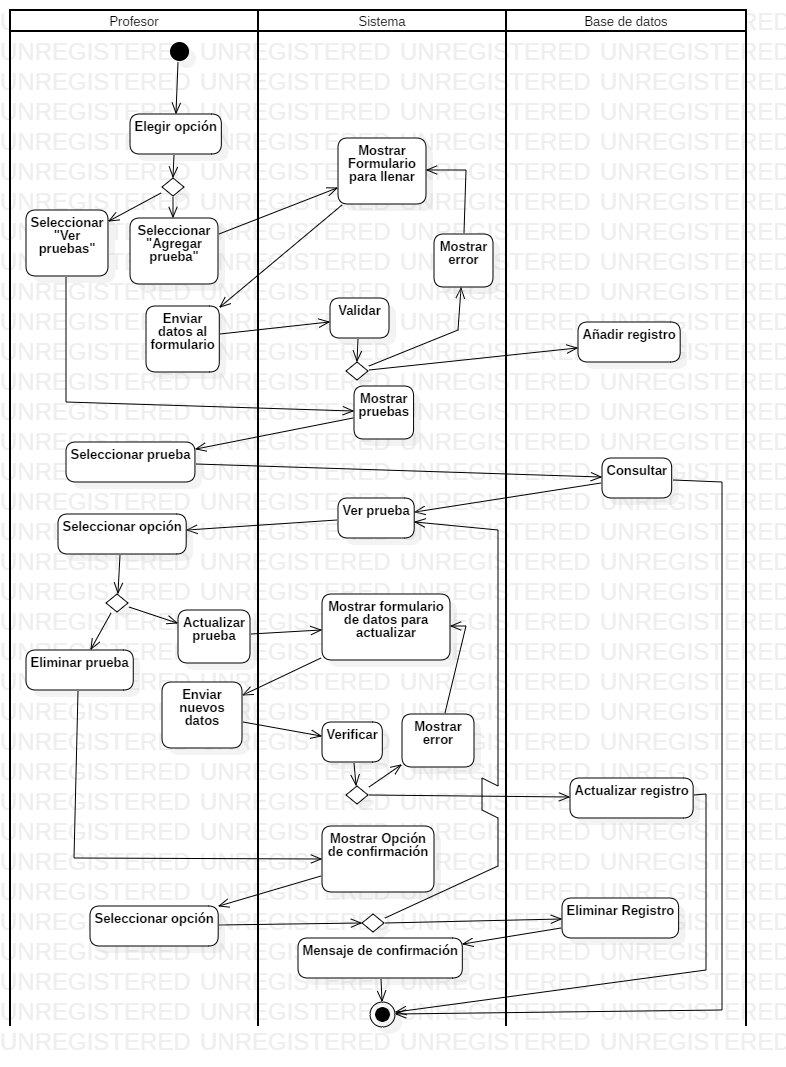 Profesor
Sistema
Base de datos
Elegir opción
Mostrar
Formulario
para llenar
Seleccionar
"Ver
pruebas"
Seleccionar
"Agregar
prueba"
Mostrar
error
Enviar
datos al
formulario
Validar
Añadir registro
Mostrar
pruebas
Seleccionar prueba
Consultar
Ver prueba
Seleccionar opción
Mostrar formulario
de datos para
actualizar
Actualizar
prueba
Eliminar prueba
Enviar
nuevos
datos
Verificar
Mostrar
error
Actualizar registro
Mostrar Opción
de confirmación
Seleccionar opción
Eliminar Registro
Mensaje de confirmación
UNREGISTERED UNREGISTERED UNREGISTERED UNREGISTERED